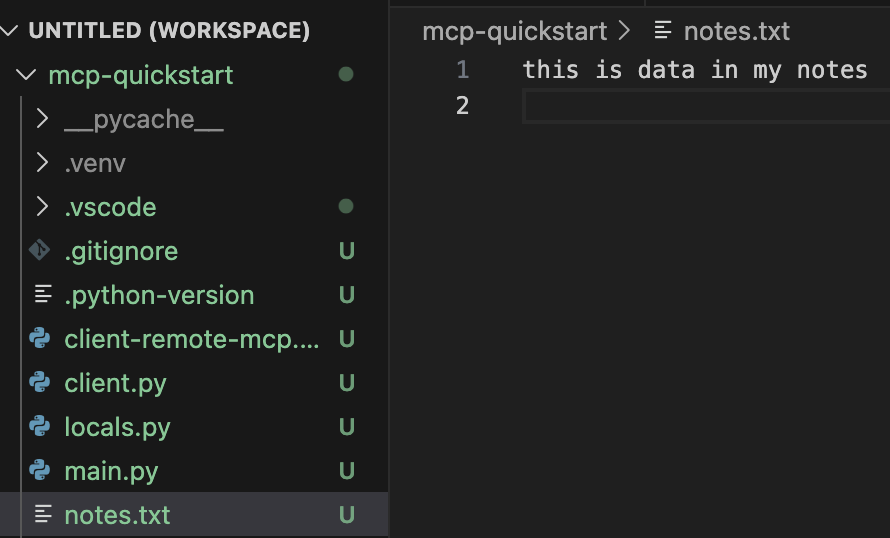 UNTITLED (WORKSPACE)
mcp-quickstart
__pycache__
.venv
.vscode
.gitignore U
.python-version U
client-remote-mcp.... U
client.py U
locals.py U
main.py U
notes.txt U
mcp-quickstart > notes.txt
1 this is data in my notes
2